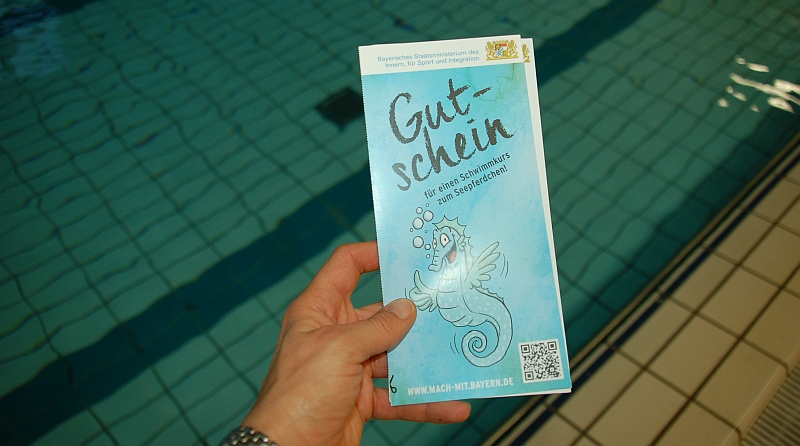 Bayerisches Staatsministerium des
Innern, für Sport und Integration
Gut-
schein
für einen Schwimmkurs
zum Seepferdchen!
6
WWW.MACH-MIT.BAYERN.DE